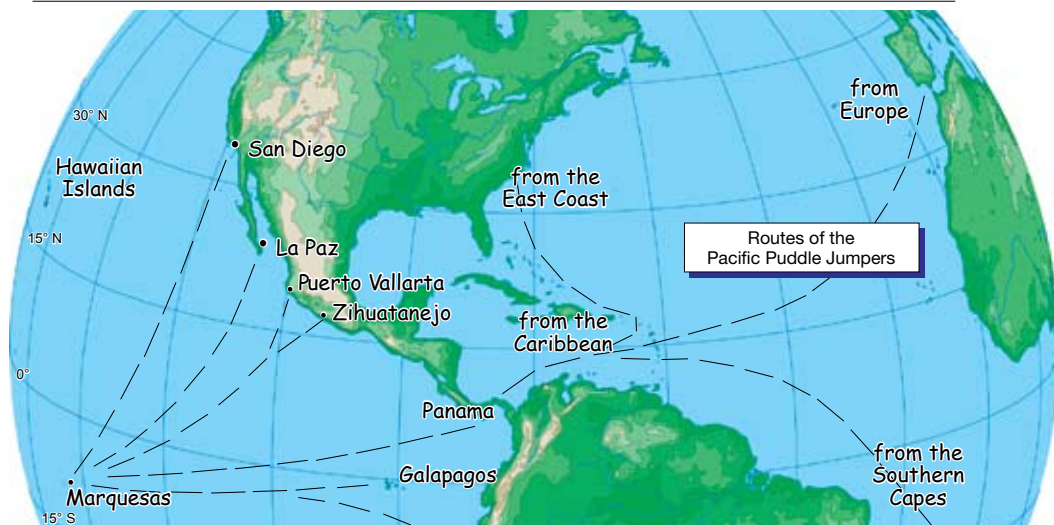 from
Europe
30° N
San Diego
Hawaiian
Islands
from the
East Coast
15° N
Routes of the
Pacific Puddle Jumpers
La Paz
Puerto Vallarta
Zihuatanejo
from the
Caribbean
0°
Panama
from the
Southern
Capes
Galapagos
Marquesas
15° S